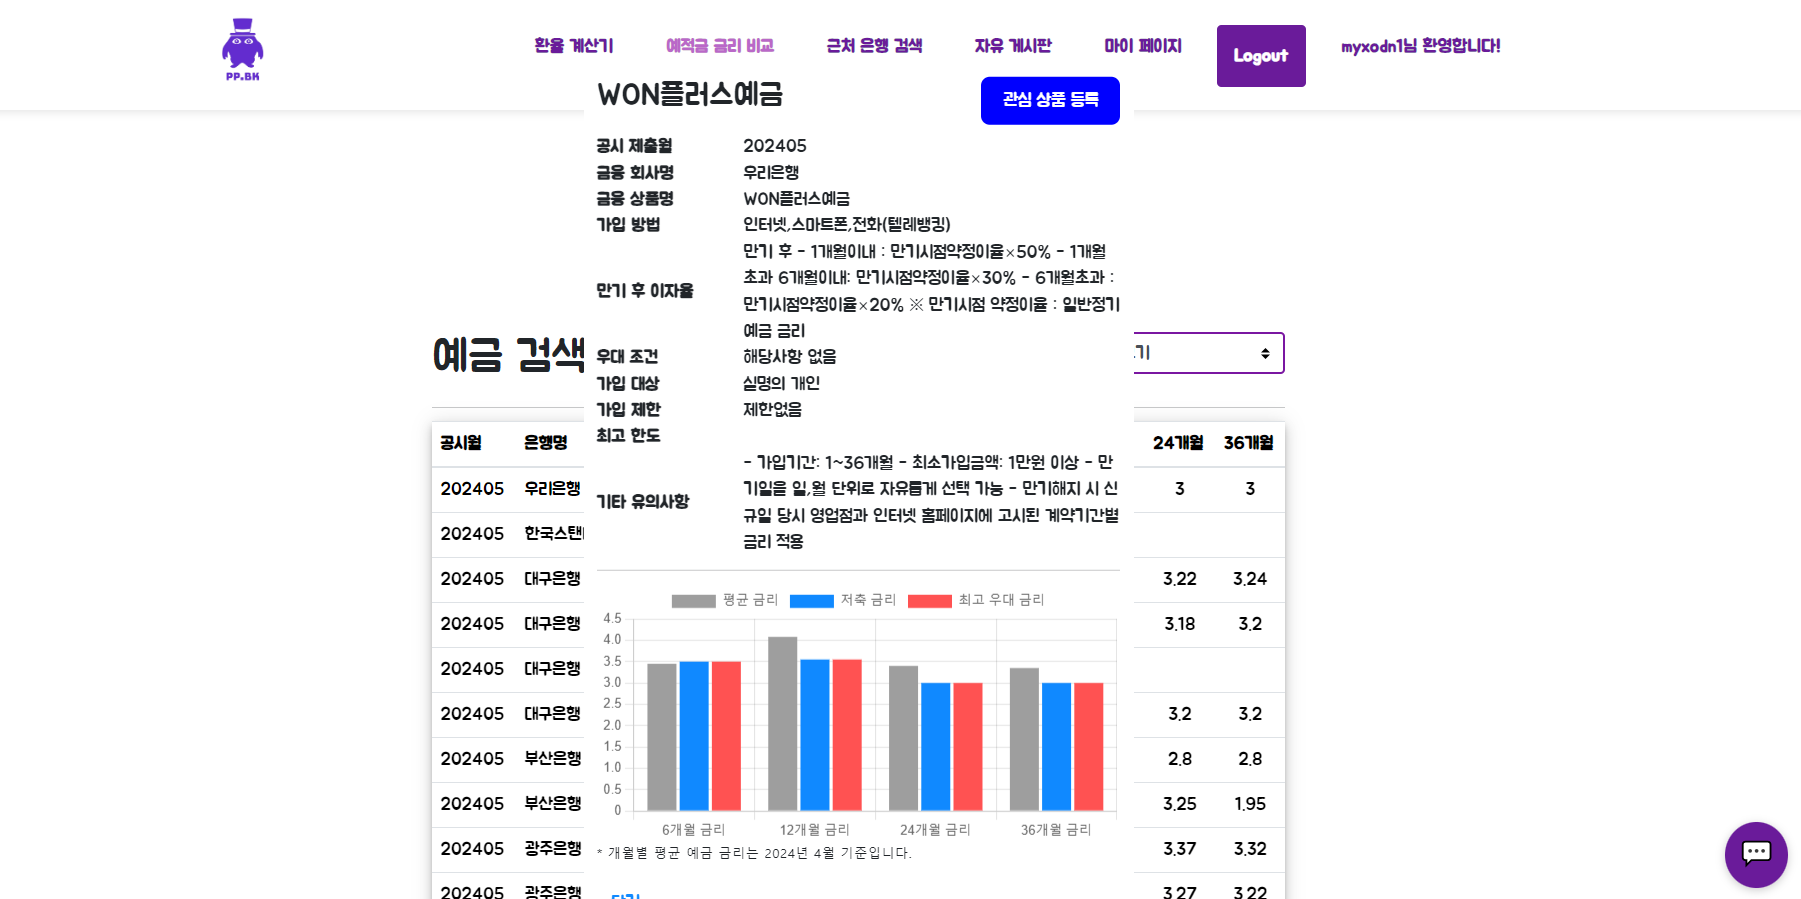 PP.BK
환율 계산기
예적금 금리 비교
근처 은행 검색
자유 게시판
마이 페이지
Logout
myxodn1님 환영합니다!
WON플러스예금
관심 상품 등록
공시 제출월 202405
금융 회사명 우리은행
금융 상품명 WON플러스예금
가입 방법 인터넷,스마트폰,전화(텔레뱅킹)
만기 후 이자율
만기 후 - 1개월이내 : 만기시점약정이율×50% - 1개월
초과 6개월이내: 만기시점약정이율×30% - 6개월초과 :
만기시점약정이율×20% ※ 만기시점 약정이율 : 일반정기
예금 금리
우대 조건 해당사항 없음
가입 대상 실명의 개인
가입 제한 제한없음
최고 한도
기타 유의사항
- 가입기간: 1~36개월 - 최소가입금액: 1만원 이상 - 만
기일을 일,월 단위로 자유롭게 선택 가능 - 만기해지 시 신
규일 당시 영업점과 인터넷 홈페이지에 고시된 계약기간별
금리 적용
평균 금리 저축 금리 최고 우대 금리
4.5
4.0
3.5
3.0
2.5
2.0
1.5
1.0
0.5
0
6개월 금리 12개월 금리 24개월 금리 36개월 금리
* 개월별 평균 예금 금리는 2024년 4월 기준입니다.
닫기
예금 검색
기
공시월 은행명 24개월 36개월
202405 우리은행 3 3
202405 한국스탠
202405 대구은행 3.22 3.24
202405 대구은행 3.18 3.2
202405 대구은행
202405 대구은행 3.2 3.2
202405 부산은행 2.8 2.8
202405 부산은행 3.25 1.95
202405 광주은행 3.37 3.32
202405 광주은행 3.27 3.22